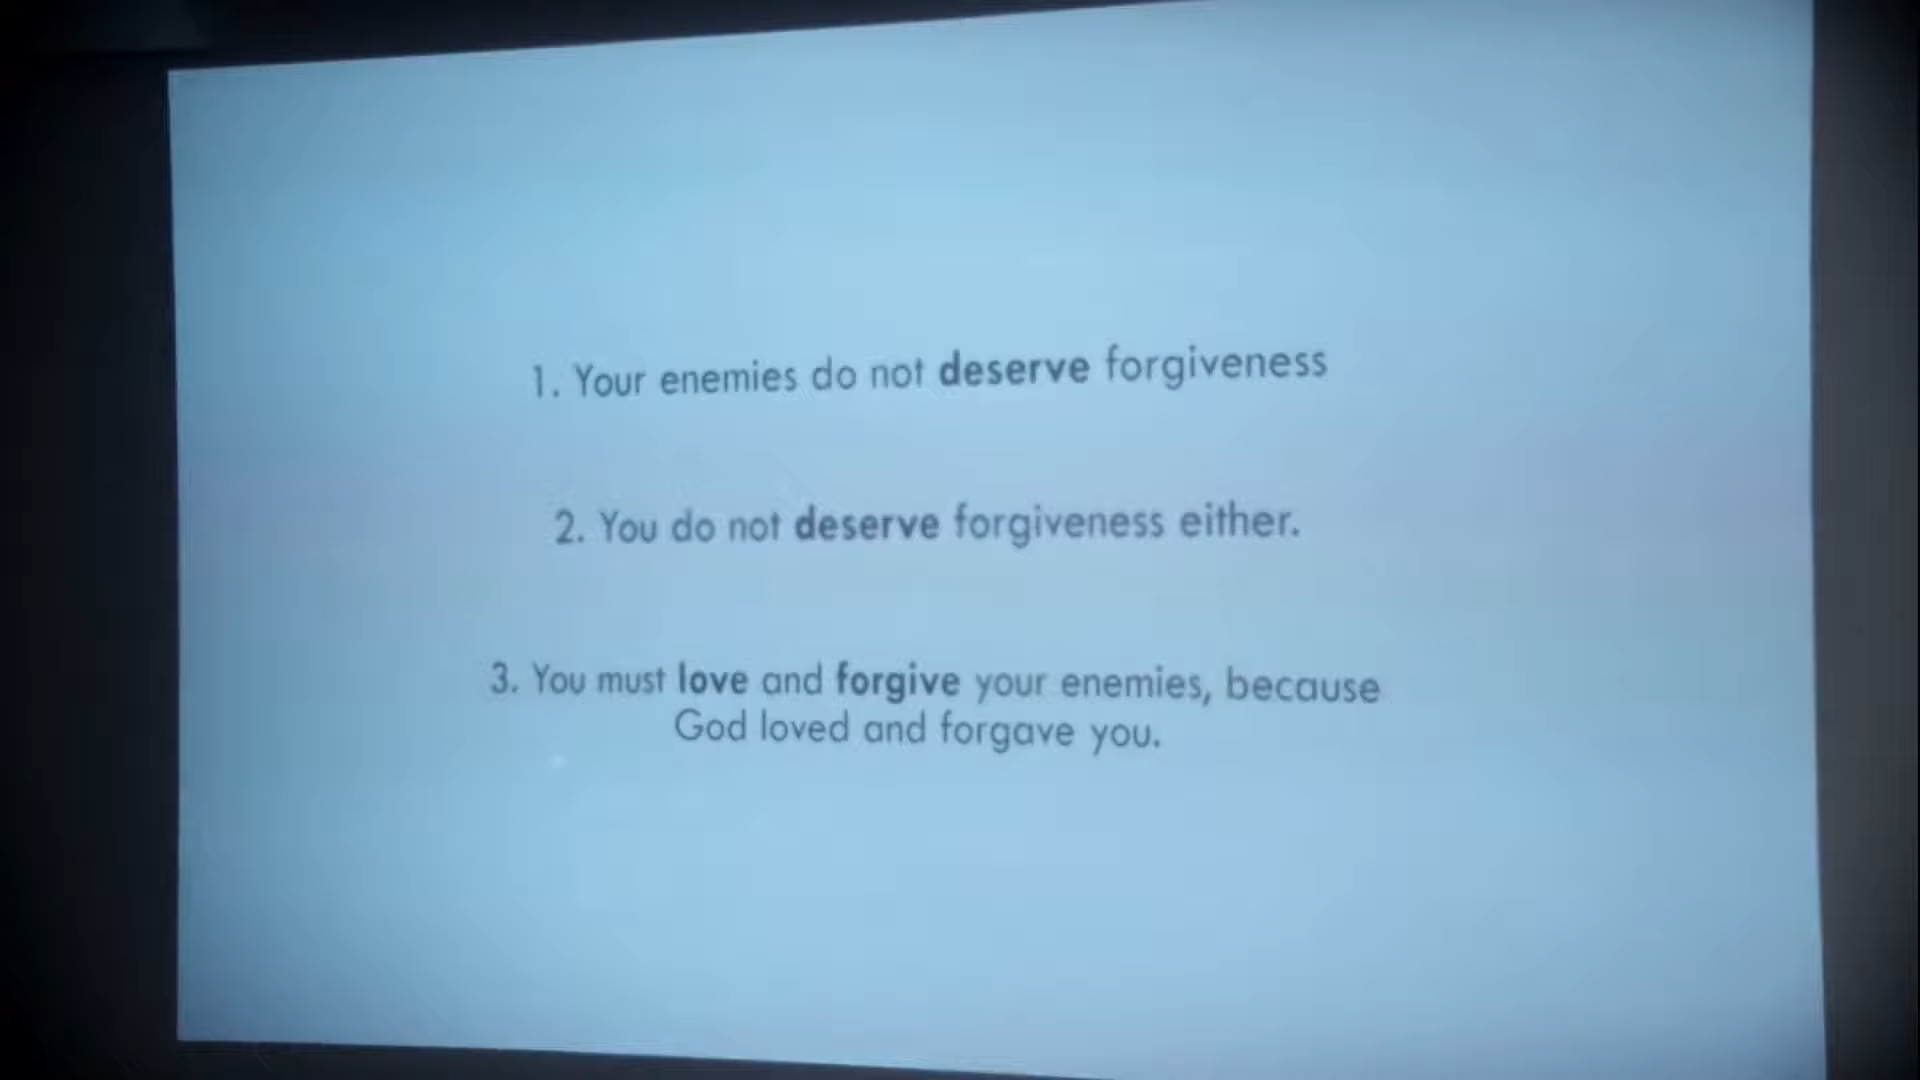 1. Your enemies do not deserve forgiveness
2. You do not deserve forgiveness either.
3. You must love and forgive your enemies, because
God loved and forgave you.